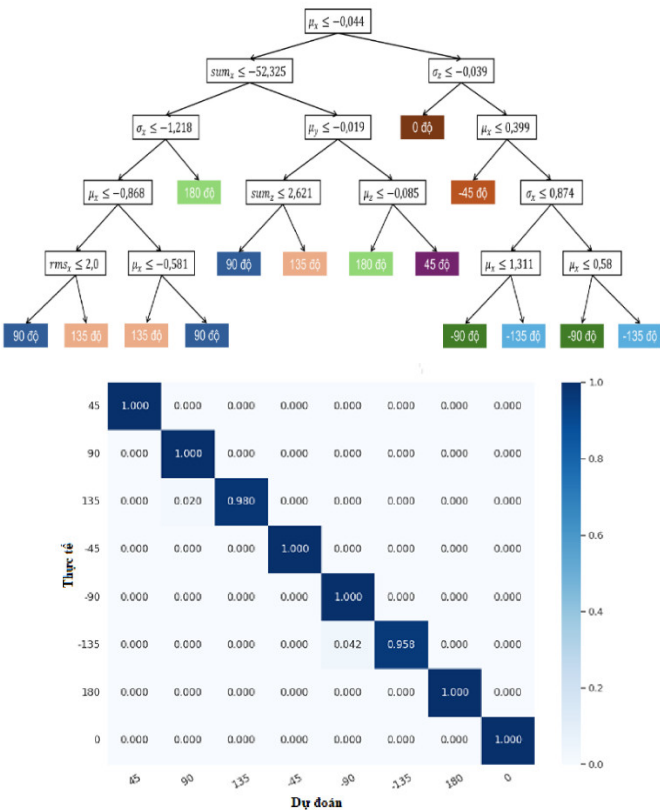 μₓ ≤ −0,044
sumₓ ≤ −52,325 σ_z ≤ −0,039
σ_z ≤ −1,218 μ_y ≤ −0,019 0 độ μₓ ≤ 0,399
μₓ ≤ −0,868 180 độ sum_z ≤ 2,621 μ_z ≤ −0,085 -45 độ σₓ ≤ 0,874
rmsₓ ≤ 2,0 μₓ ≤ −0,581 90 độ 135 độ 180 độ 45 độ μₓ ≤ 1,311 μₓ ≤ 0,58
90 độ 135 độ 135 độ 90 độ -90 độ -135 độ -90 độ -135 độ
45 1.000 0.000 0.000 0.000 0.000 0.000 0.000 0.000
90 0.000 1.000 0.000 0.000 0.000 0.000 0.000 0.000
135 0.000 0.020 0.980 0.000 0.000 0.000 0.000 0.000
-45 0.000 0.000 0.000 1.000 0.000 0.000 0.000 0.000
-90 0.000 0.000 0.000 0.000 1.000 0.000 0.000 0.000
-135 0.000 0.000 0.000 0.000 0.042 0.958 0.000 0.000
180 0.000 0.000 0.000 0.000 0.000 0.000 1.000 0.000
0 0.000 0.000 0.000 0.000 0.000 0.000 0.000 1.000
45 90 135 -45 -90 -135 180 0
Thực tế
Dự đoán
1.0
0.8
0.6
0.4
0.2
0.0